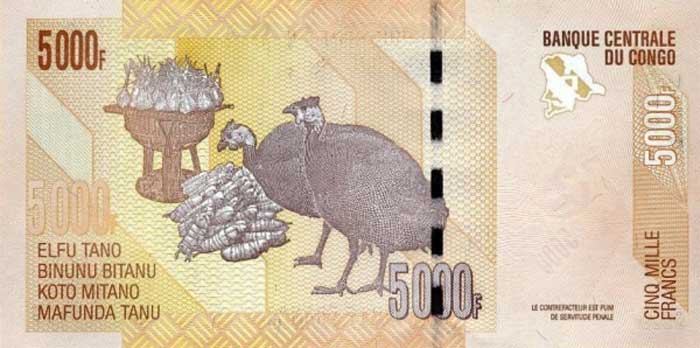 5000F
BANQUE CENTRALE
DU CONGO
5000F
5000F
ELFU TANO
BINUNU BITANU
KOTO MITANO
MAFUNDA TANU
5000F
CINQ MILLE
FRANCS
LE CONTREFACTEUR EST PUNI
DE SERVITUDE PENALE